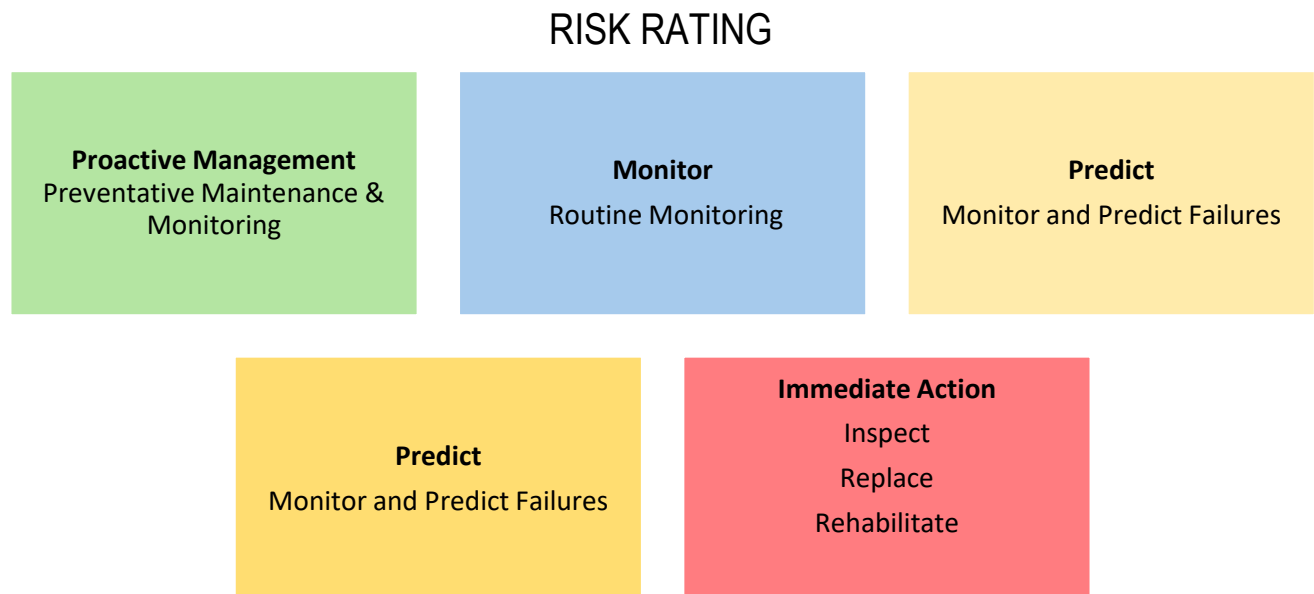 RISK RATING
Proactive Management
Preventative Maintenance &
Monitoring
Monitor
Routine Monitoring
Predict
Monitor and Predict Failures
Predict
Monitor and Predict Failures
Immediate Action
Inspect
Replace
Rehabilitate